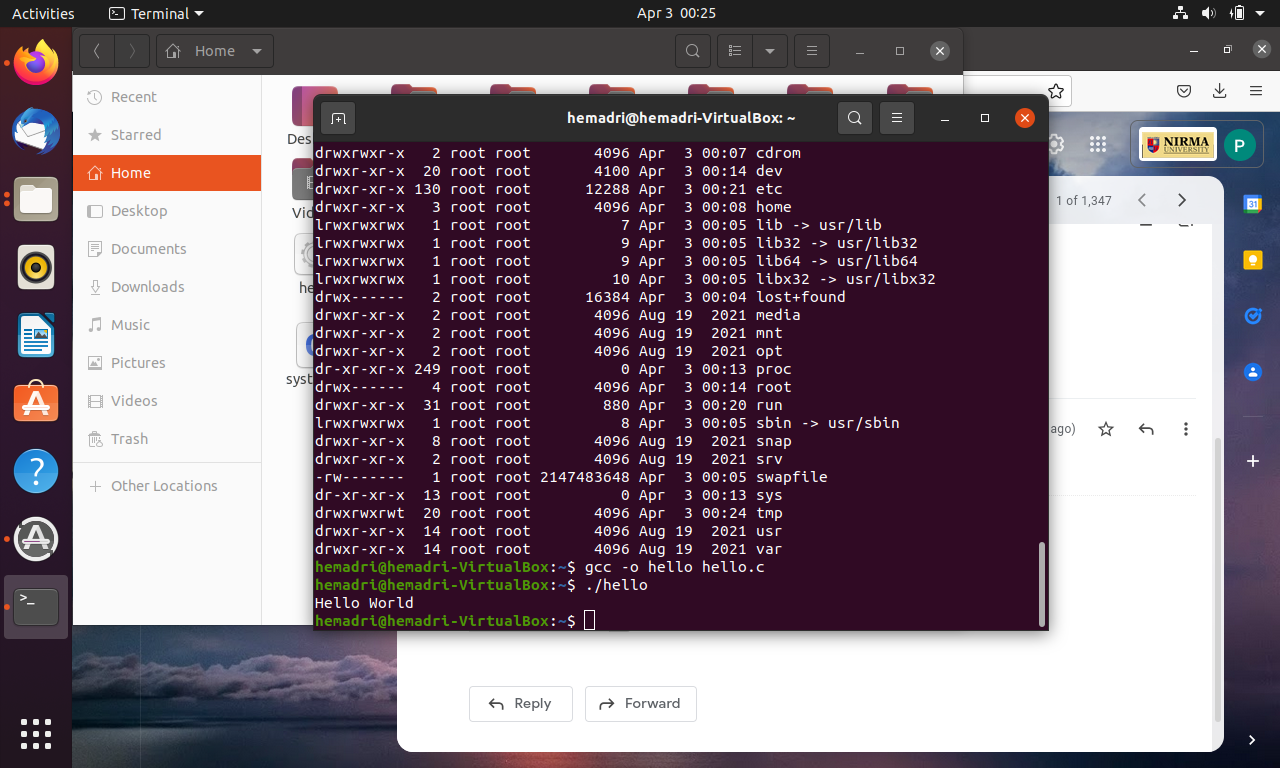 Activities Terminal Apr 3 00:25
Home
Recent
Starred
Home
Desktop
Documents
Downloads
Music
Pictures
Videos
Trash
Other Locations
Des
Vid
he
syst
hemadri@hemadri-VirtualBox: ~
drwxrwxr-x   2 root root       4096 Apr  3 00:07 cdrom
drwxr-xr-x  20 root root       4100 Apr  3 00:14 dev
drwxr-xr-x 130 root root      12288 Apr  3 00:21 etc
drwxr-xr-x   3 root root       4096 Apr  3 00:08 home
lrwxrwxrwx   1 root root          7 Apr  3 00:05 lib -> usr/lib
lrwxrwxrwx   1 root root          9 Apr  3 00:05 lib32 -> usr/lib32
lrwxrwxrwx   1 root root          9 Apr  3 00:05 lib64 -> usr/lib64
lrwxrwxrwx   1 root root         10 Apr  3 00:05 libx32 -> usr/libx32
drwx------   2 root root      16384 Apr  3 00:04 lost+found
drwxr-xr-x   2 root root       4096 Aug 19  2021 media
drwxr-xr-x   2 root root       4096 Aug 19  2021 mnt
drwxr-xr-x   2 root root       4096 Aug 19  2021 opt
dr-xr-xr-x 249 root root          0 Apr  3 00:13 proc
drwx------   4 root root       4096 Apr  3 00:14 root
drwxr-xr-x  31 root root        880 Apr  3 00:20 run
lrwxrwxrwx   1 root root          8 Apr  3 00:05 sbin -> usr/sbin
drwxr-xr-x   8 root root       4096 Aug 19  2021 snap
drwxr-xr-x   2 root root       4096 Aug 19  2021 srv
-rw-------   1 root root 2147483648 Apr  3 00:05 swapfile
dr-xr-xr-x  13 root root          0 Apr  3 00:13 sys
drwxrwxrwt  20 root root       4096 Apr  3 00:24 tmp
drwxr-xr-x  14 root root       4096 Aug 19  2021 usr
drwxr-xr-x  14 root root       4096 Aug 19  2021 var
hemadri@hemadri-VirtualBox:~$ gcc -o hello hello.c
hemadri@hemadri-VirtualBox:~$ ./hello
Hello World
hemadri@hemadri-VirtualBox:~$
NIRMA
UNIVERSITY
P
1 of 1,347
31
ago)
Reply
Forward